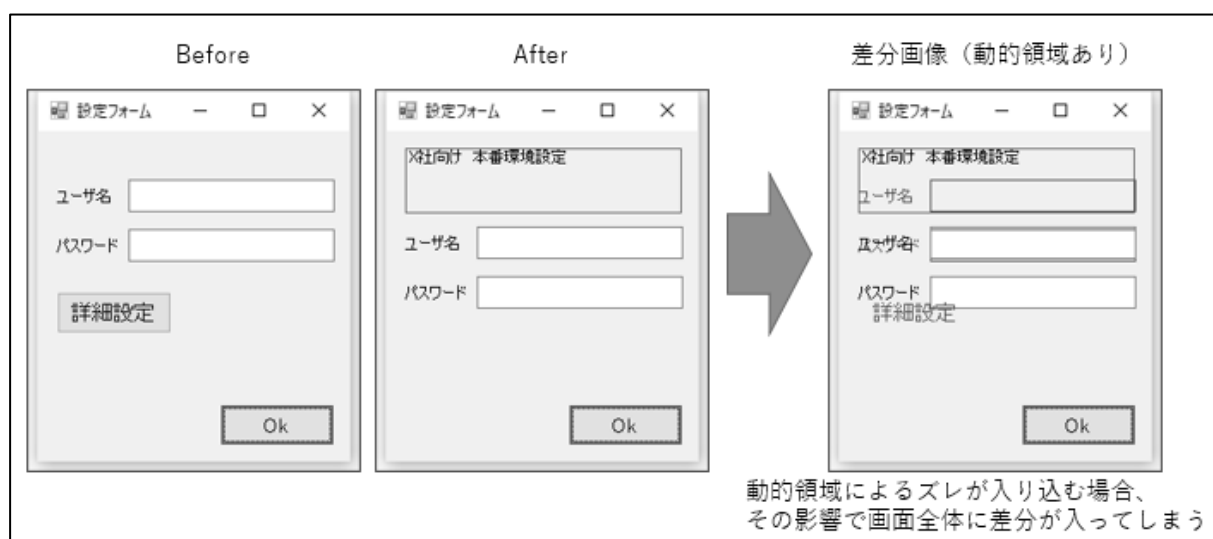 Before
After
差分画像（動的領域あり）
設定フォーム
ユーザ名
パスワード
詳細設定
Ok
設定フォーム
X社向け 本番環境設定
ユーザ名
パスワード
Ok
設定フォーム
X社向け 本番環境設定
ユーザ名
ユーザ名
パスワード
詳細設定
Ok
動的領域によるズレが入り込む場合、
その影響で画面全体に差分が入ってしまう